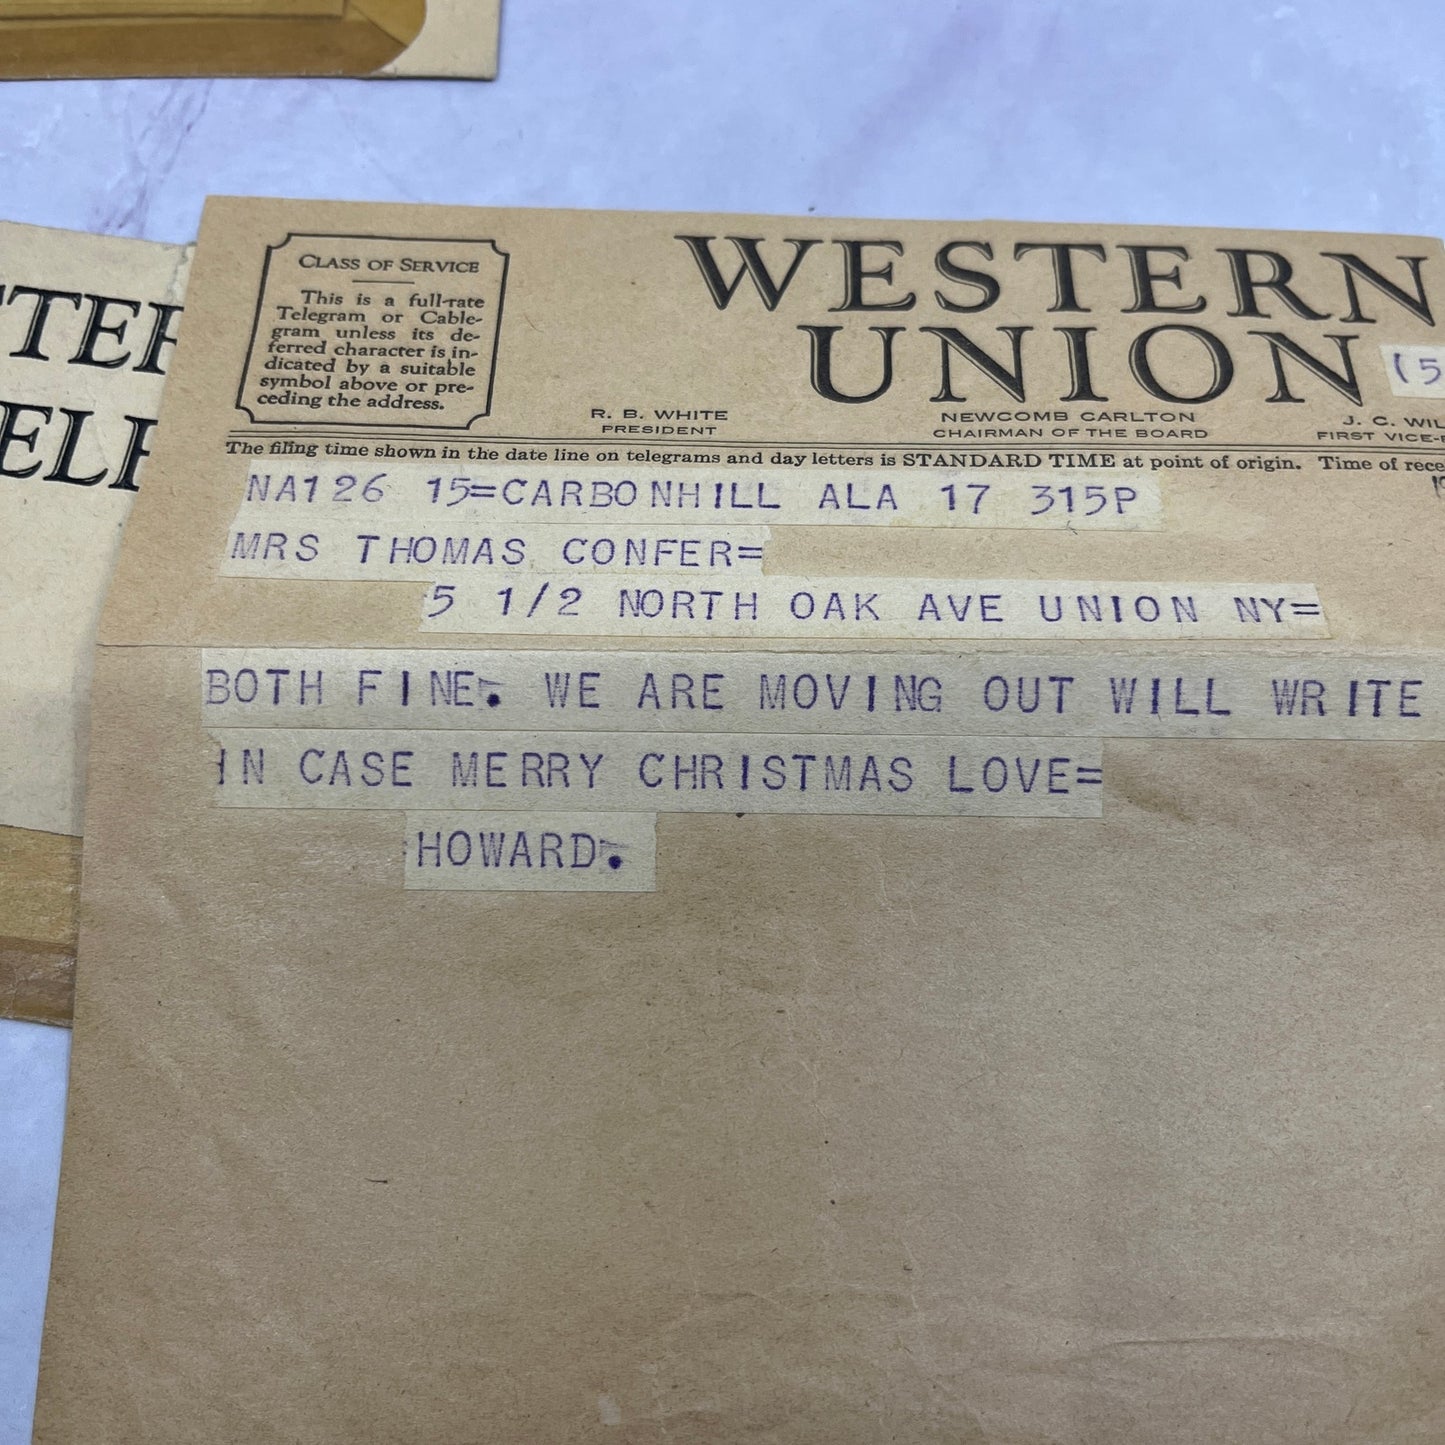 CLASS OF SERVICE
This is a full-rate
Telegram or Cable-
gram unless its de-
ferred character is in-
dicated by a suitable
symbol above or pre-
ceding the address.
WESTERN
UNION
(5
R. B. WHITE
PRESIDENT
NEWCOMB CARLTON
CHAIRMAN OF THE BOARD
J. C. WIL
FIRST VICE-
The filing time shown in the date line on telegrams and day letters is STANDARD TIME at point of origin. Time of rece
NA126 15=CARBONHILL ALA 17 315P
MRS THOMAS CONFER=
5 1/2 NORTH OAK AVE UNION NY=
BOTH FINE. WE ARE MOVING OUT WILL WRITE
IN CASE MERRY CHRISTMAS LOVE=
HOWARD.